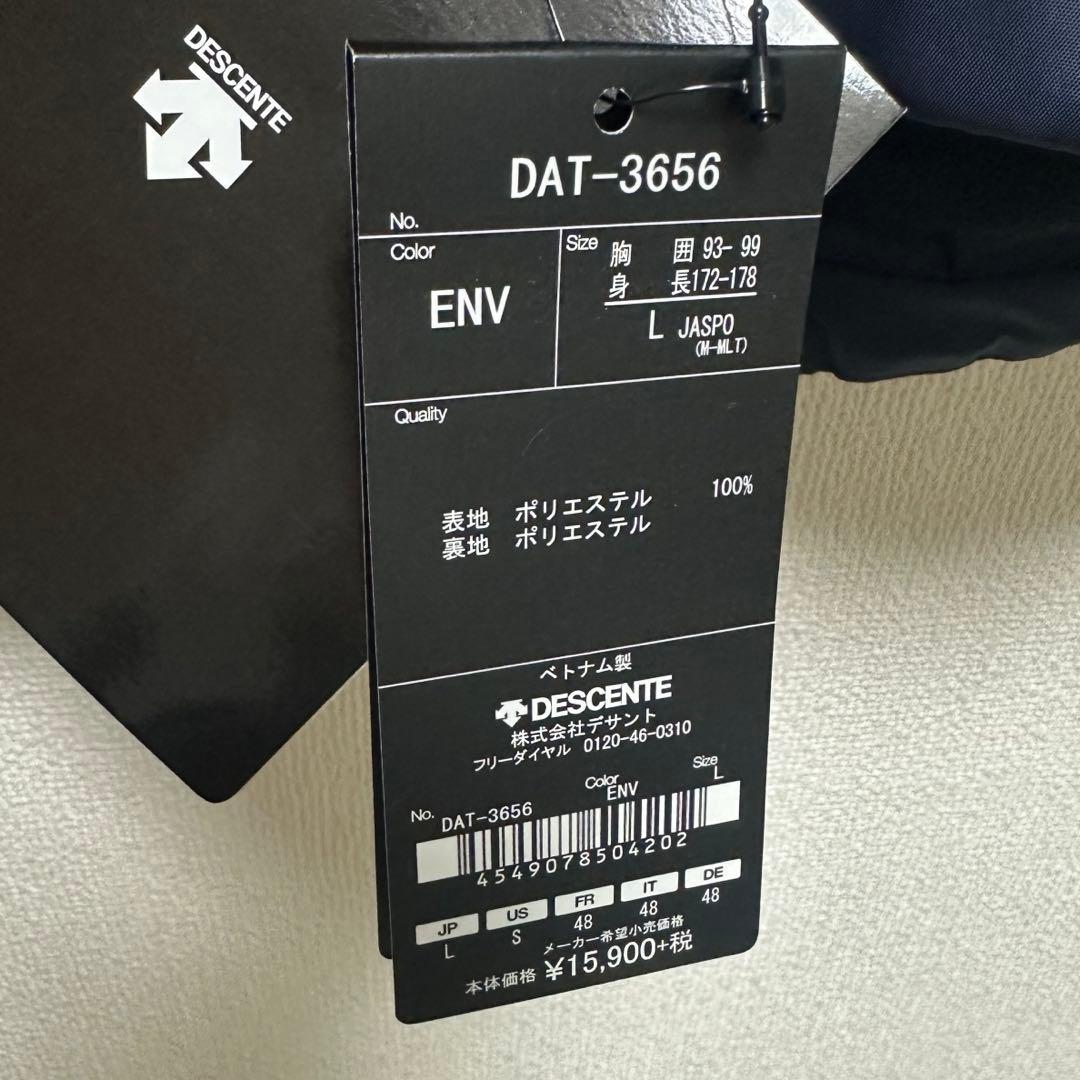 DESCENTE
DAT-3656
No.
Color
ENV
Size
胸 囲 93- 99
身 長172-178
L JASPO
(M-MLT)
Quality
表地 ポリエステル 100%
裏地 ポリエステル
ベトナム製
DESCENTE
株式会社デサント
フリーダイヤル 0120-46-0310
No. DAT-3656 Color ENV Size L
4549078504202
JP US FR IT DE
L S 48 48 48
メーカー希望小売価格
本体価格 ¥15,900+税